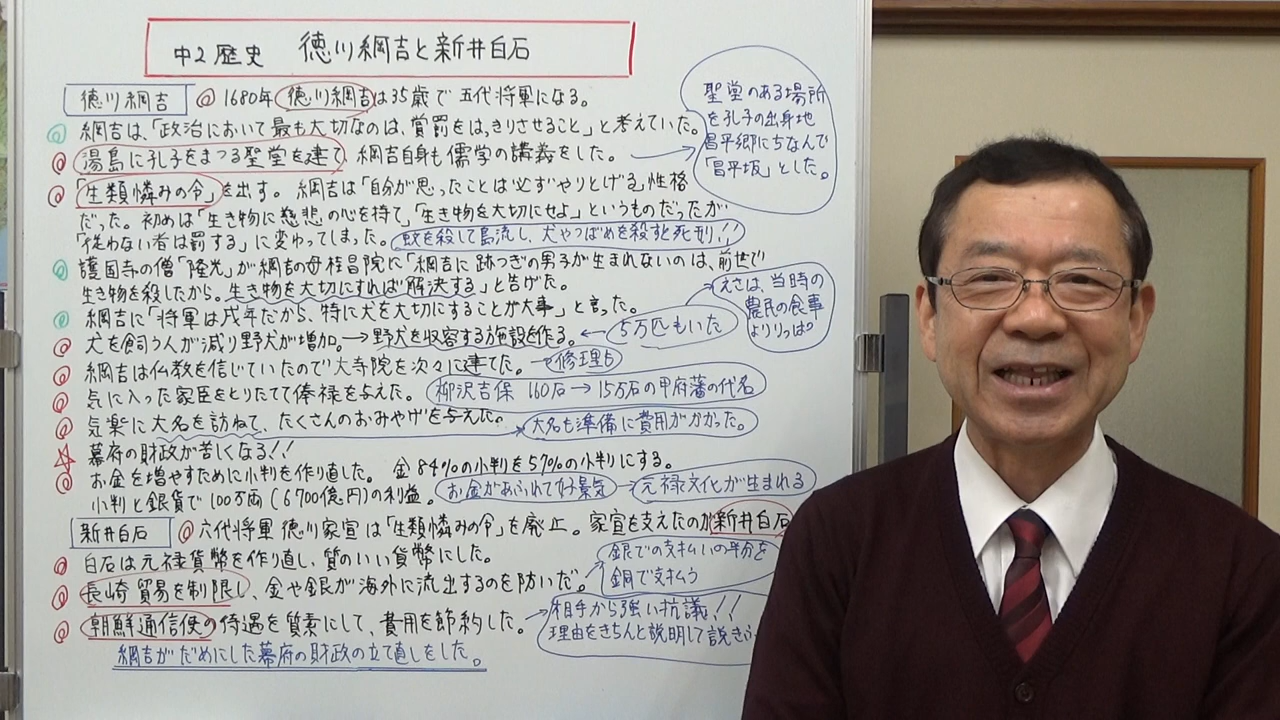 中2歴史 徳川綱吉と新井白石
徳川綱吉 ◎1680年徳川綱吉は35歳で五代将軍になる。
◎綱吉は、「政治において最も大切なのは、賞罰をはっきりさせること」と考えていた。
◎湯島に孔子をまつる聖堂を建て、綱吉自身も儒学の講義をした。→
聖堂のある場所
を孔子の出身地
昌平郷にちなんで
「昌平坂」とした。
◎「生類憐みの令」を出す。綱吉は「自分が思ったことは必ずやりとげる」性格
だった。初めは「生き物に慈悲の心を持て」「生き物を大切にせよ」というものだったが
「従わない者は罰する」に変わってしまった。 蚊を殺して島流し、犬やつばめを殺すと死刑!!
◎護国寺の僧「隆光」が綱吉の母桂昌院に「綱吉に跡つぎの男子が生まれないのは、前世で
生き物を殺したから。生き物を大切にすれば解決する」と告げた。
◎綱吉に「将軍は戌年だから、特に犬を大切にすることが大事」と言った。
えさは、当時の
農民の食事
よりりっぱ?
◎犬を飼う人が減り野犬が増加。→野犬を収容する施設を作る。← 5万匹もいた
◎綱吉は仏教を信じていたので大寺院を次々に建てた。 修理も
◎気に入った家臣をとりたてて俸禄を与えた。 柳沢吉保 160石→15万石の甲府藩の大名
◎気楽に大名を訪ねて、たくさんのおみやげを与えた。→ 大名も準備に費用がかかった。
☆幕府の財政が苦しくなる!!
◎お金を増やすために小判を作り直した。金84%の小判を57%の小判にする。
小判と銀貨で100万両(6700億円)の利益。 お金があふれて好景気→元禄文化が生まれる
新井白石 ◎六代将軍徳川家宣は「生類憐みの令」を廃止。家宣を支えたのが新井白石
◎白石は元禄貨幣を作り直し、質のいい貨幣にした。
◎長崎貿易を制限し、金や銀が海外に流出するのを防いだ。
銀での支払いの半分を
銅で支払う
◎朝鮮通信使の待遇を質素にして、費用を節約した。→
相手から強い抗議!!
理由をきちんと説明して説き
綱吉がだめにした幕府の財政の立て直しをした。